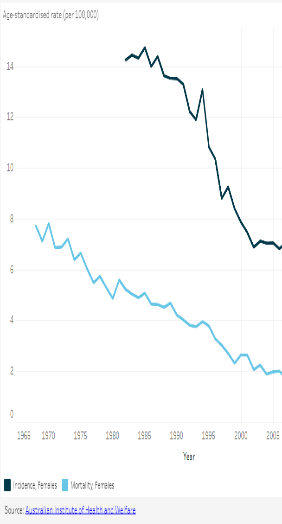 Age-standardised rate (per 100,000)
14
12
10
8
6
4
2
0
1965 1970 1975 1980 1985 1990 1995 2000 2005
Year
Incidence, Females Mortality, Females
Source: Australian Institute of Health and Welfare